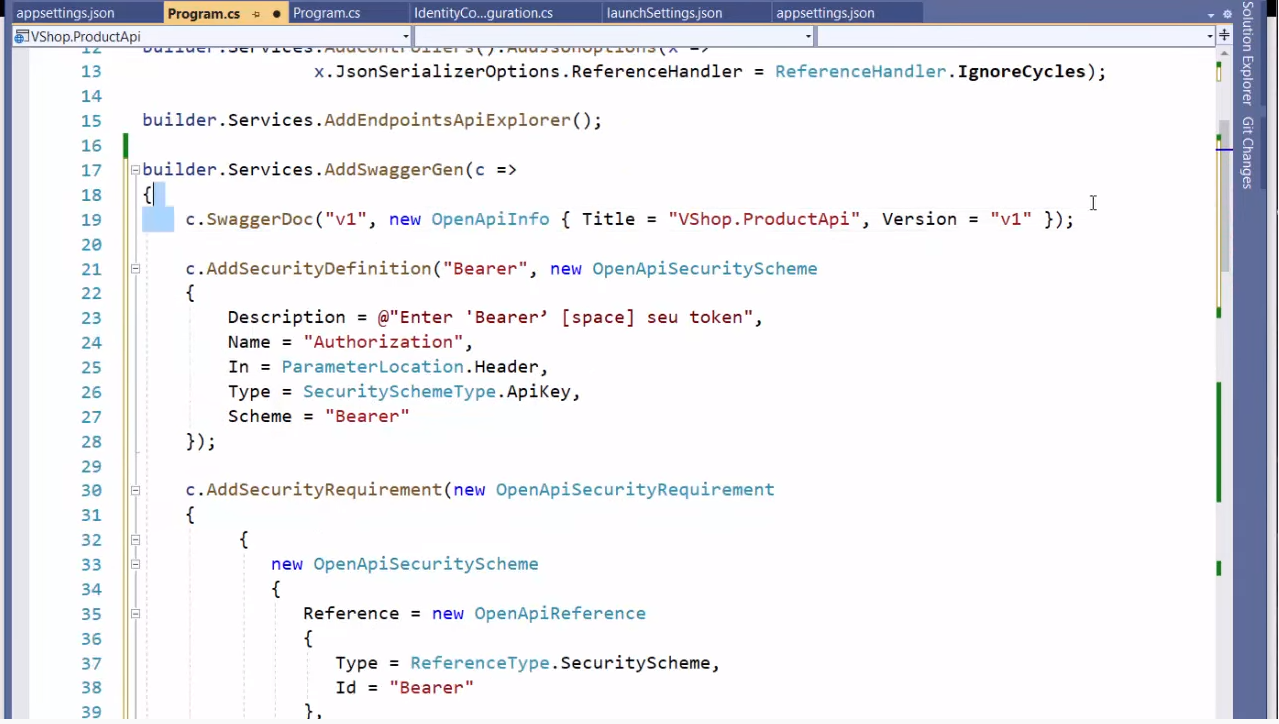 appsettings.json Program.cs Program.cs IdentityCo...guration.cs launchSettings.json appsettings.json
VShop.ProductApi
12 builder.Services.AddControllers().AddJsonOptions(x =>
13 x.JsonSerializerOptions.ReferenceHandler = ReferenceHandler.IgnoreCycles);
14
15 builder.Services.AddEndpointsApiExplorer();
16
17 builder.Services.AddSwaggerGen(c =>
18 {
19 c.SwaggerDoc("v1", new OpenApiInfo { Title = "VShop.ProductApi", Version = "v1" });
20
21 c.AddSecurityDefinition("Bearer", new OpenApiSecurityScheme
22 {
23 Description = @"Enter 'Bearer’ [space] seu token",
24 Name = "Authorization",
25 In = ParameterLocation.Header,
26 Type = SecuritySchemeType.ApiKey,
27 Scheme = "Bearer"
28 });
29
30 c.AddSecurityRequirement(new OpenApiSecurityRequirement
31 {
32 {
33 new OpenApiSecurityScheme
34 {
35 Reference = new OpenApiReference
36 {
37 Type = ReferenceType.SecurityScheme,
38 Id = "Bearer"
39 },
Solution Explorer
Git Changes